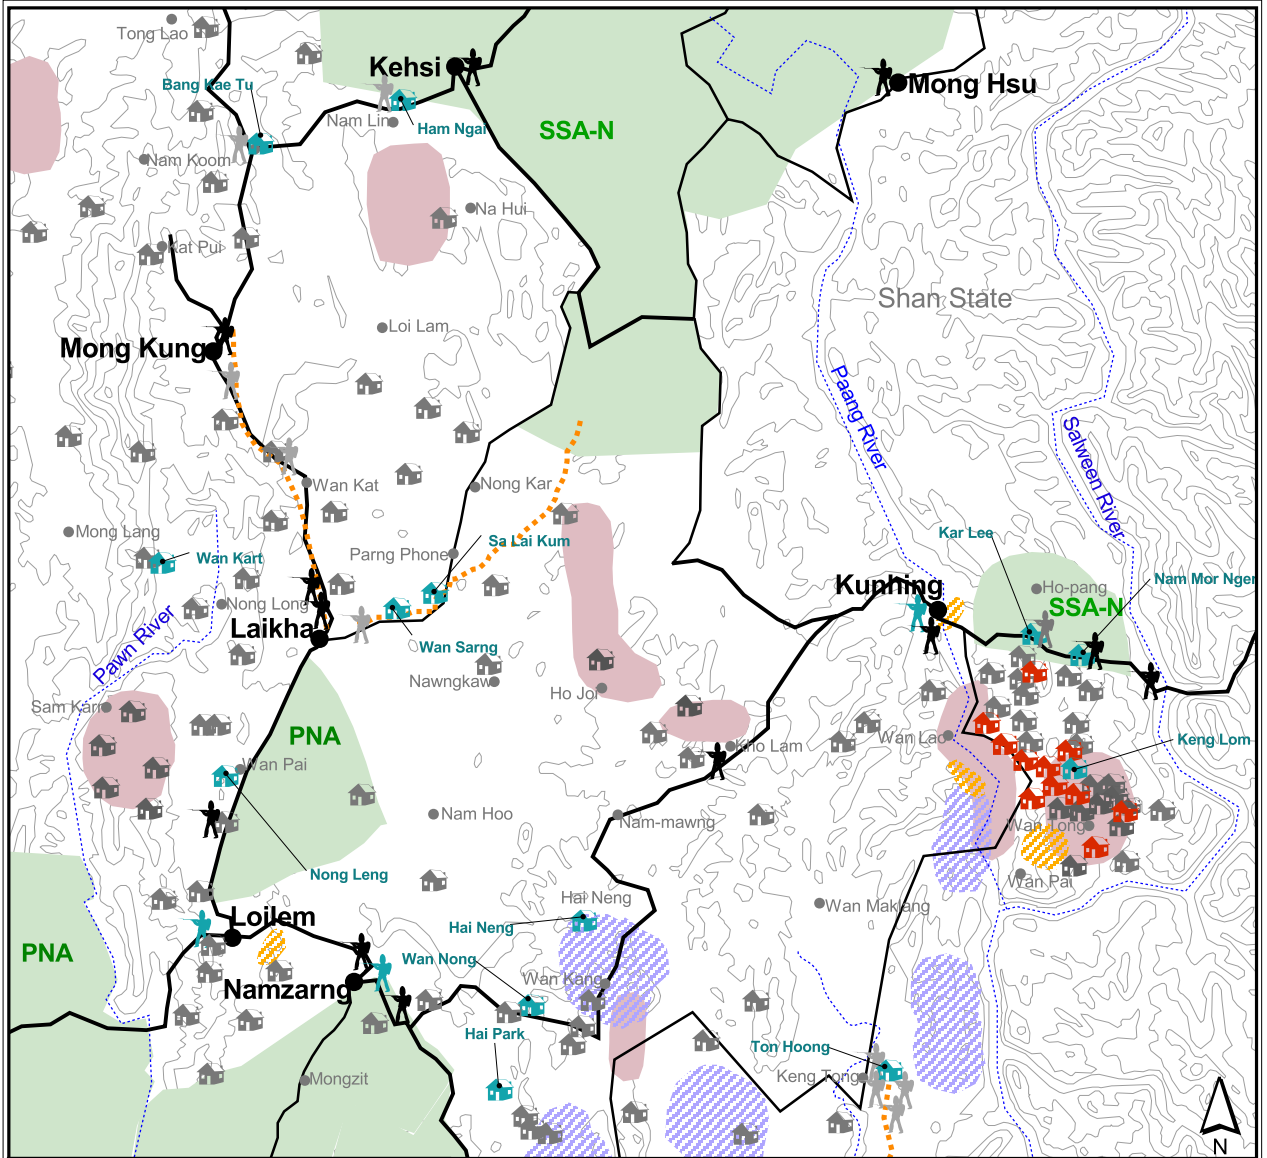 Tong Lao
Kehsi
Mong Hsu
Bang Kae Tu
Nam Lin
Ham Ngai
SSA-N
Nam Koom
Na Hui
Kat Pui
Shan State
Loi Lam
Mong Kung
Paang River
Salween River
Wan Kat
Nong Kar
Mong Lang
Kar Lee
Sa Lai Kum
Wan Kart
Parng Phone
Kunhing
Ho-pang
Nam Mor Nger
SSA-N
Nong Long
Laikha
Pawn River
Wan Sarng
Nawngkaw
Ho Joi
Sam Karr
PNA
Wan Lao
Keng Lom
Kho Lam
Wan Pai
Nam Hoo
Nam-mawng
Wan Tong
Nong Leng
Wan Pai
Hai Neng
Wan Maklang
Loilem
Hai Neng
PNA
Wan Nong
Wan Kang
Namzarng
Hai Park
Ton Hoong
Keng Tong
Mongzit
N